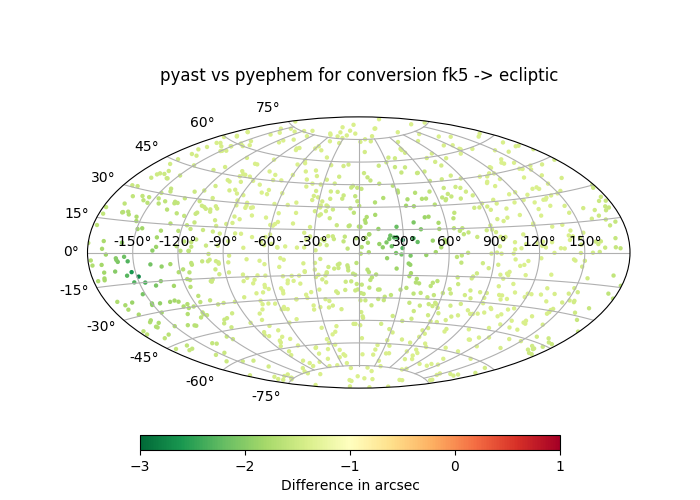 pyast vs pyephem for conversion fk5 -> ecliptic
75°
60°
45°
30°
15°
-150° -120° -90° -60° -30° 0° 30° 60° 90° 120° 150°
0°
-15°
-30°
-45°
-60°
-75°
−3 −2 −1 0 1
Difference in arcsec